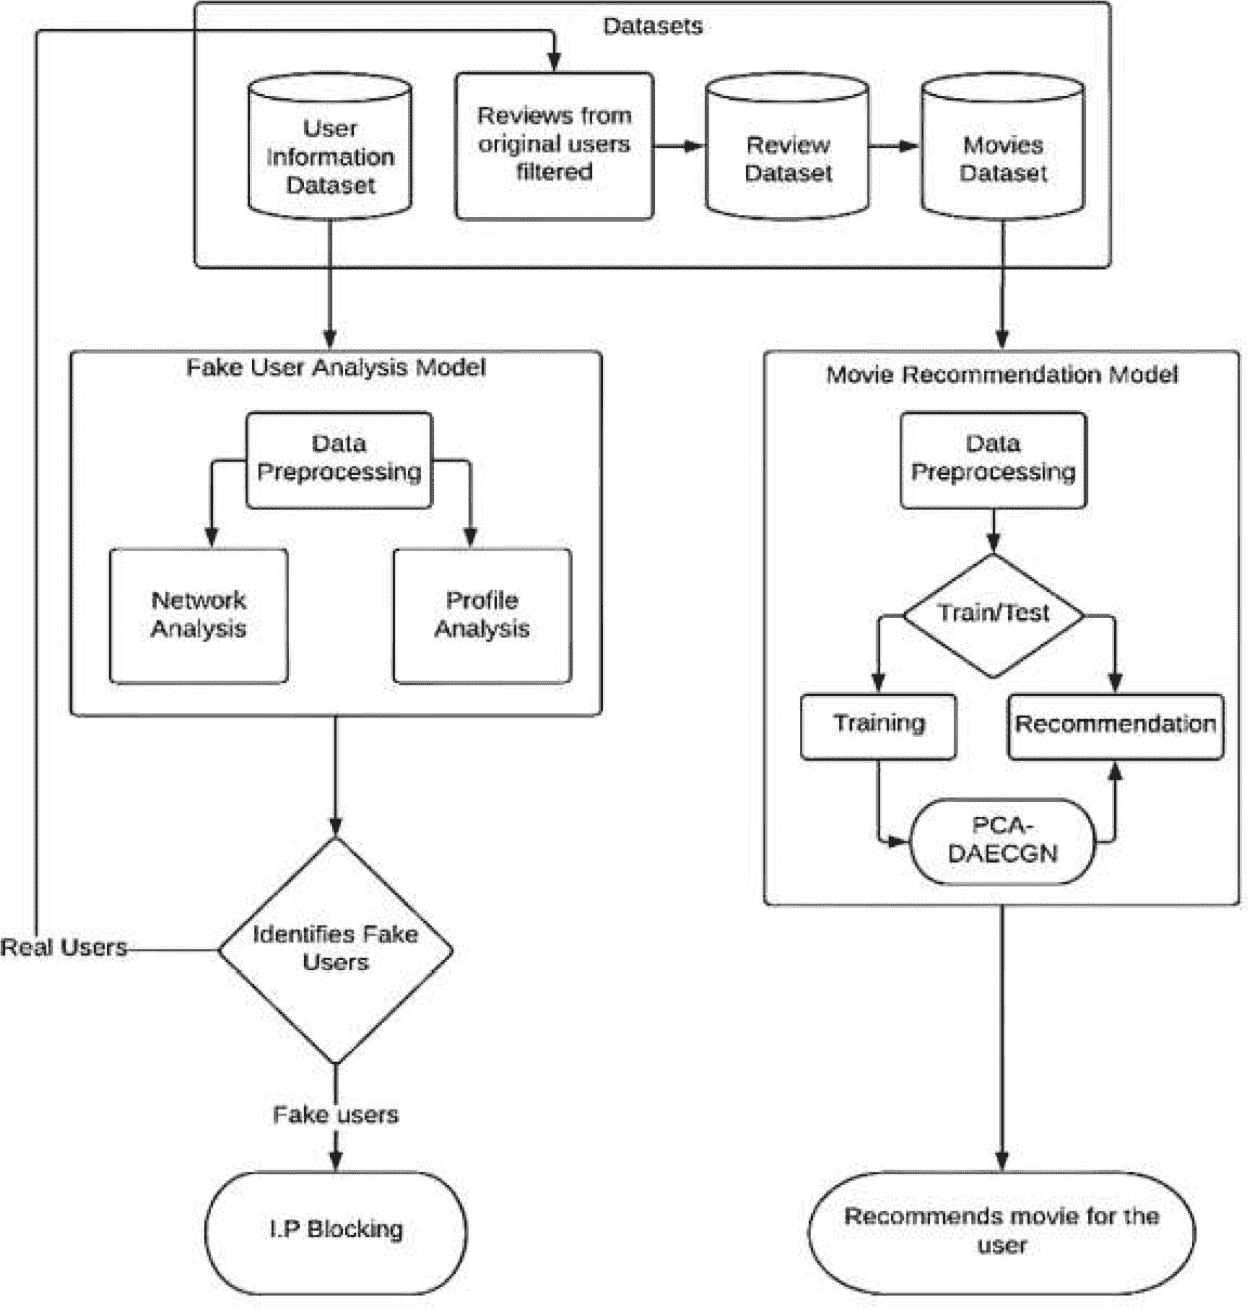 Datasets
User
Information
Dataset
Reviews from
original users
filtered
Review
Dataset
Movies
Dataset
Fake User Analysis Model
Data
Preprocessing
Network
Analysis
Profile
Analysis
Movie Recommendation Model
Data
Preprocessing
Train/Test
Training
Recommendation
PCA-
DAECGN
Identifies Fake
Users
Real Users
Fake users
I.P Blocking
Recommends movie for the
user